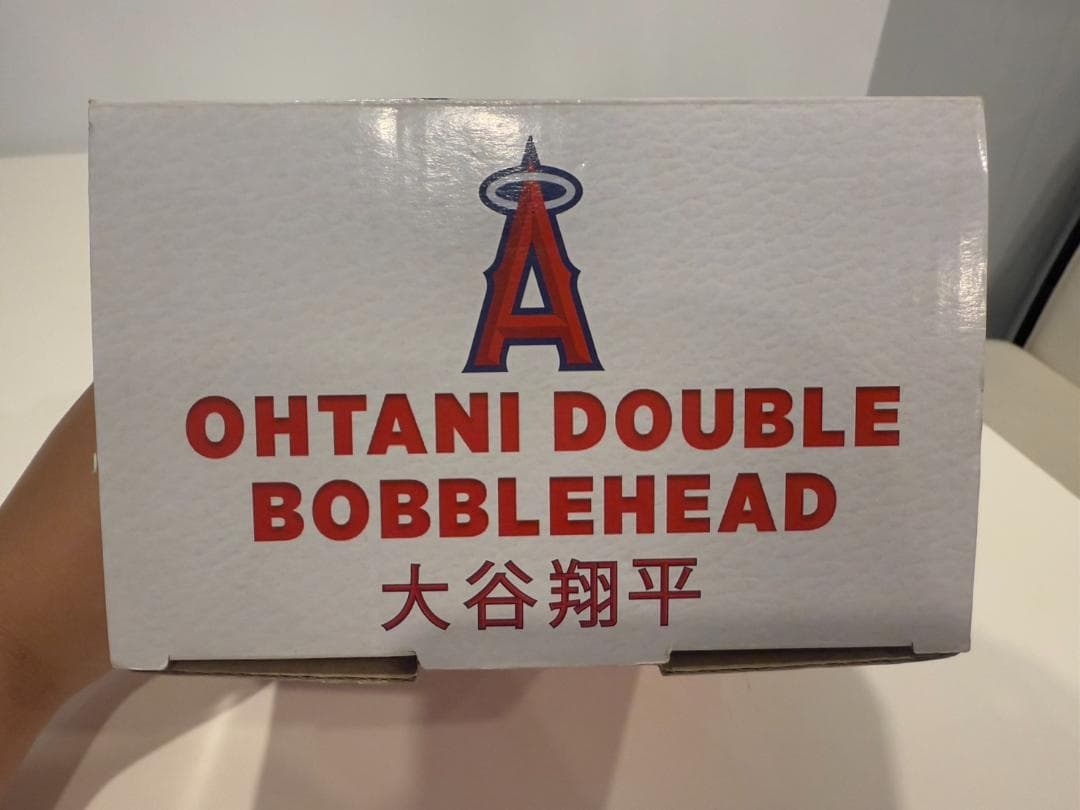 A
OHTANI DOUBLE
BOBBLEHEAD
大谷翔平